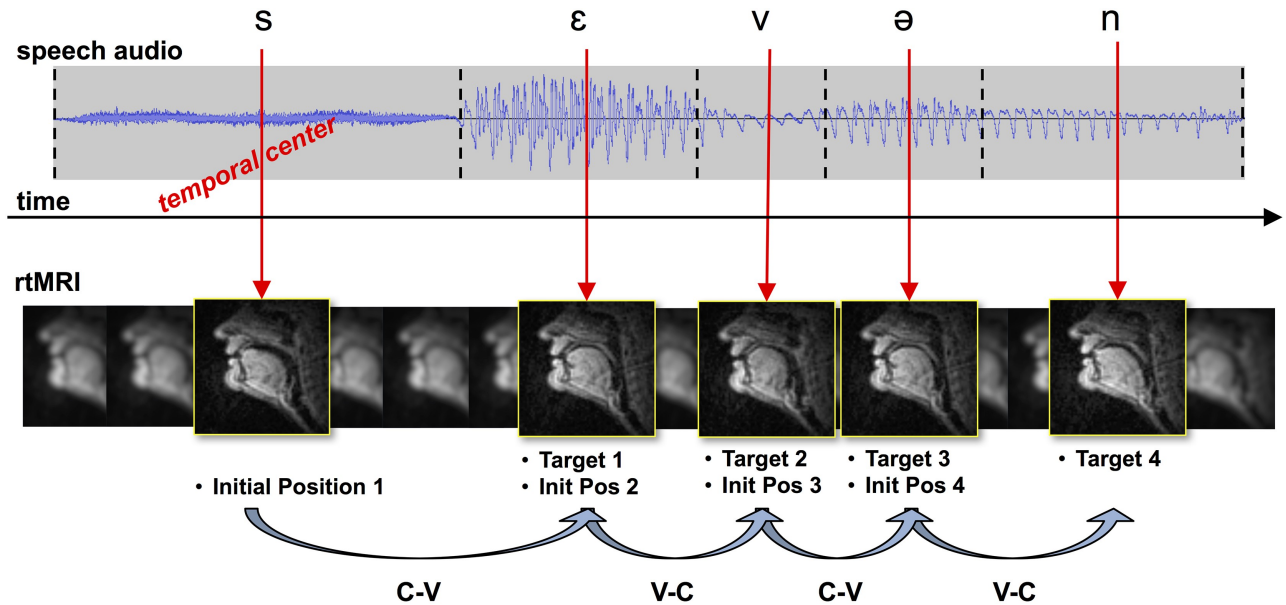 s ɛ v ə n
speech audio
temporal center
time
rtMRI
• Initial Position 1
• Target 1
• Init Pos 2
• Target 2
• Init Pos 3
• Target 3
• Init Pos 4
• Target 4
C-V V-C C-V V-C